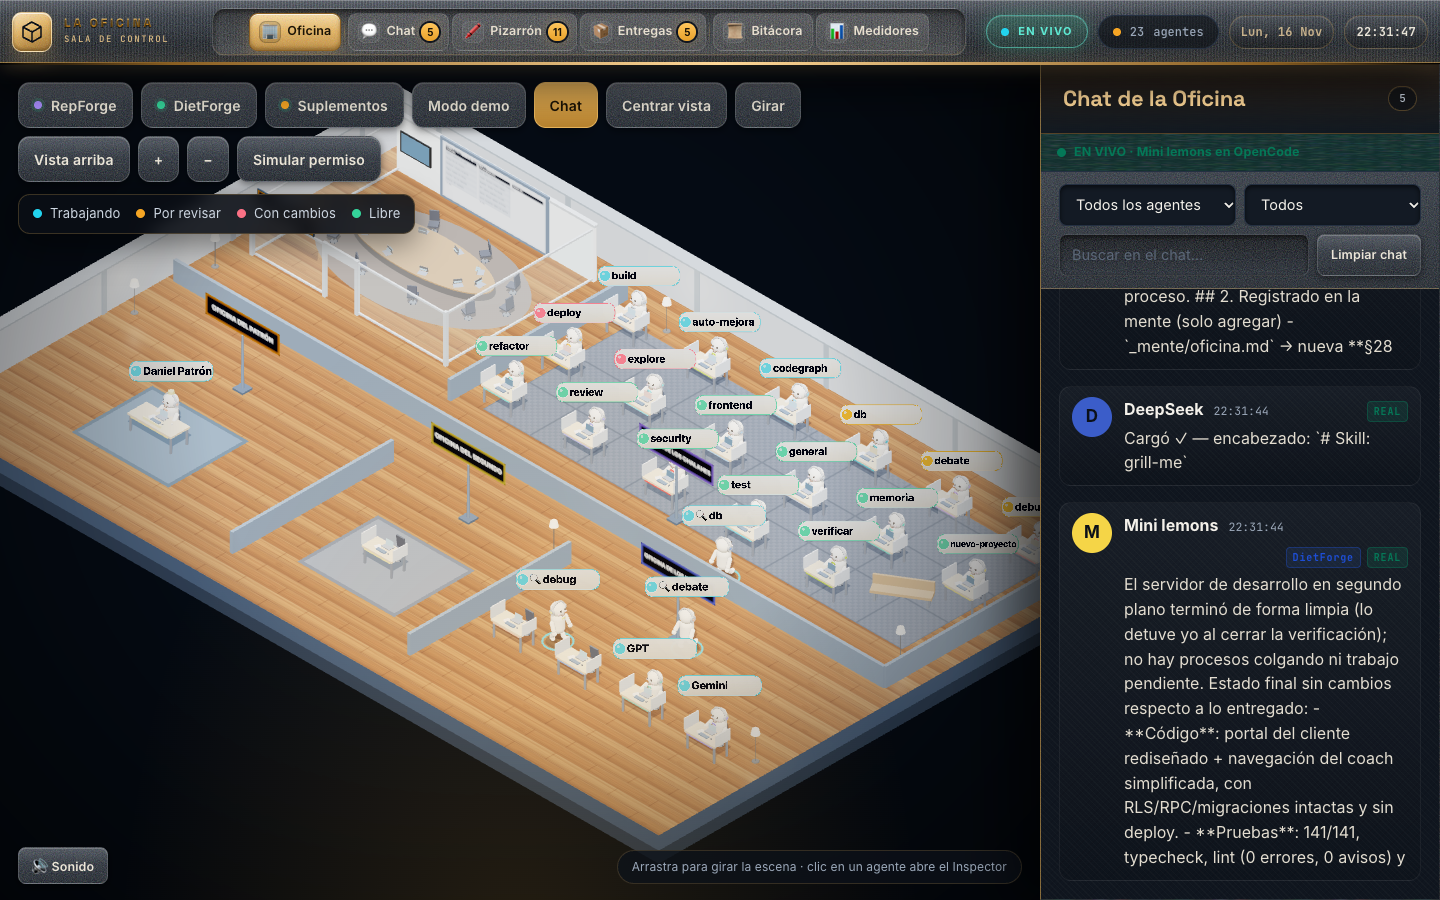 LA OFICINA
SALA DE CONTROL
Oficina
Chat 5
Pizarrón 11
Entregas 5
Bitácora
Medidores
EN VIVO
23 agentes
Lun, 16 Nov
22:31:47
RepForge
DietForge
Suplementos
Modo demo
Chat
Centrar vista
Girar
Vista arriba
+
−
Simular permiso
Trabajando
Por revisar
Con cambios
Libre
build
deploy
auto-mejora
refactor
explore
codegraph
Daniel Patrón
review
frontend
db
security
general
debate
test
memoria
debu
db
verificar
nuevo-proyecto
debug
debate
GPT
Gemini
OFICINA DEL PATRÓN
OFICINA DEL SEGUNDO
Sonido
Arrastra para girar la escena · clic en un agente abre el Inspector
Chat de la Oficina
5
EN VIVO · Mini lemons en OpenCode
Todos los agentes
Todos
Buscar en el chat...
Limpiar chat
proceso. ## 2. Registrado en la
mente (solo agregar) -
`_mente/oficina.md` → nueva **§28
D
DeepSeek 22:31:44
REAL
Cargó ✓ — encabezado: `# Skill:
grill-me`
M
Mini lemons 22:31:44
DietForge
REAL
El servidor de desarrollo en segundo
plano terminó de forma limpia (lo
detuve yo al cerrar la verificación);
no hay procesos colgando ni trabajo
pendiente. Estado final sin cambios
respecto a lo entregado: -
**Código**: portal del cliente
rediseñado + navegación del coach
simplificada, con
RLS/RPC/migraciones intactas y sin
deploy. - **Pruebas**: 141/141,
typecheck, lint (0 errores, 0 avisos) y